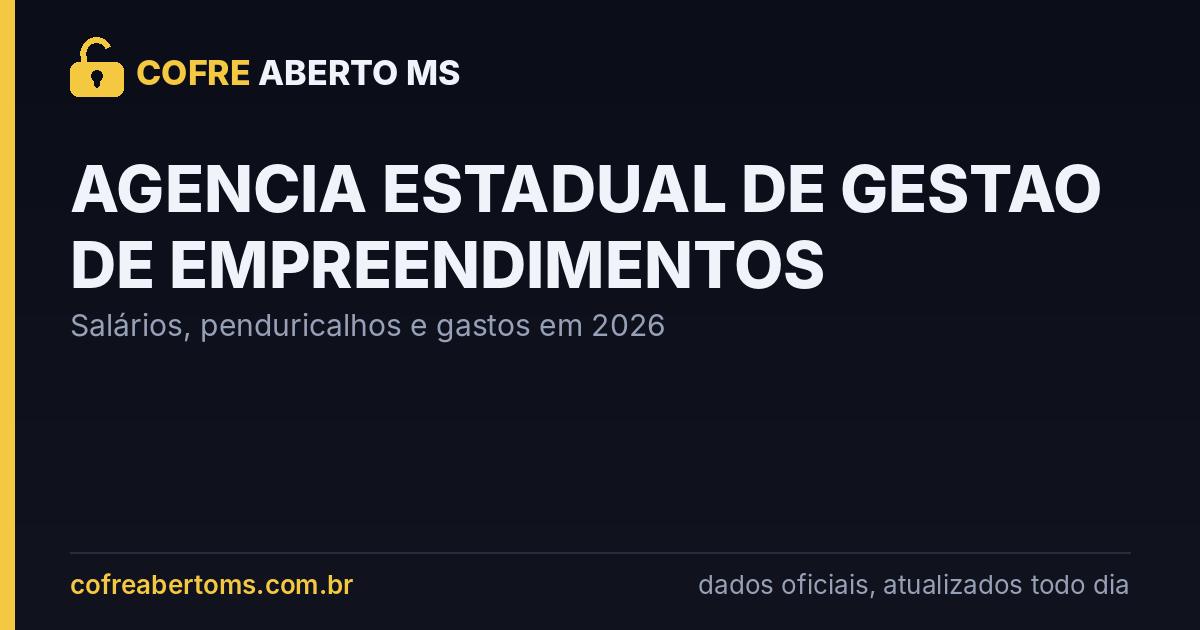 COFRE ABERTO MS
AGENCIA ESTADUAL DE GESTAO
DE EMPREENDIMENTOS
Salários, penduricalhos e gastos em 2026
cofreabertoms.com.br
dados oficiais, atualizados todo dia